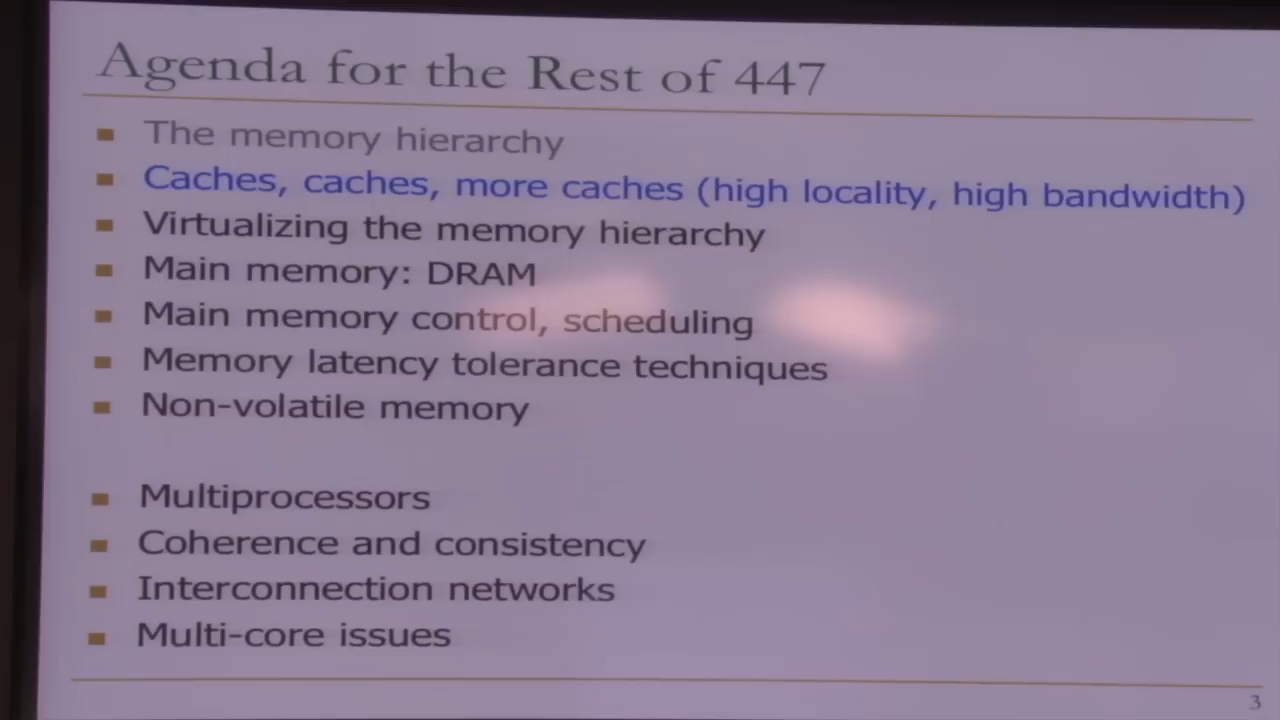 Agenda for the Rest of 447
The memory hierarchy
Caches, caches, more caches (high locality, high bandwidth)
Virtualizing the memory hierarchy
Main memory: DRAM
Main memory control, scheduling
Memory latency tolerance techniques
Non-volatile memory
Multiprocessors
Coherence and consistency
Interconnection networks
Multi-core issues
3